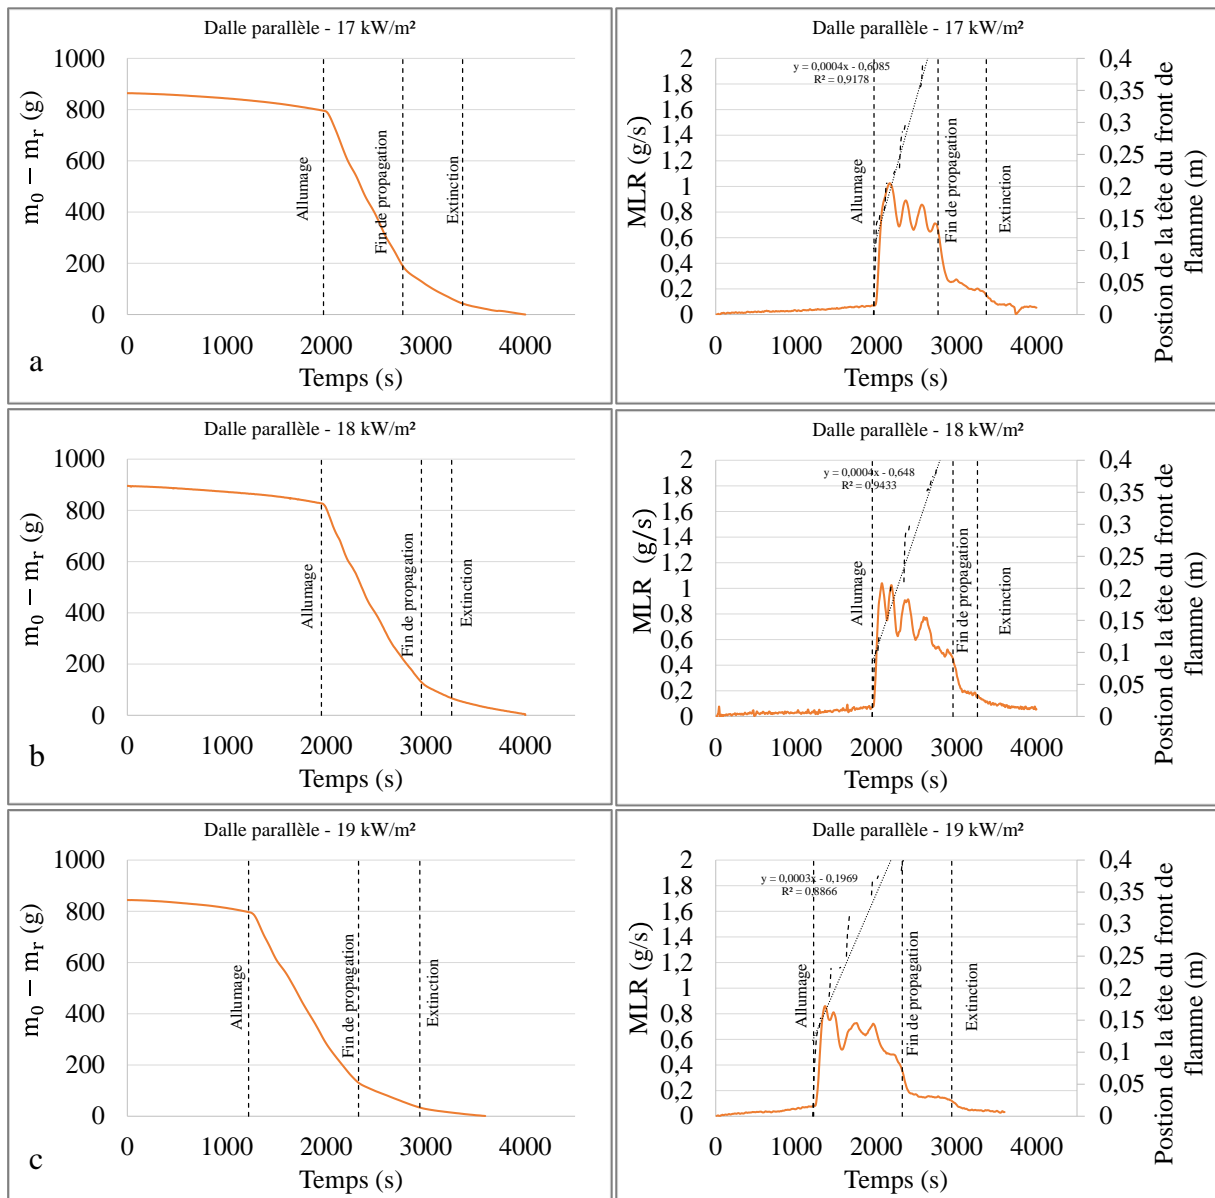 Dalle parallèle - 17 kW/m²
1000
800
600
400
200
0
m₀ – mᵣ (g)
Allumage
Fin de propagation
Extinction
0 1000 2000 3000 4000
Temps (s)
a
Dalle parallèle - 17 kW/m²
y = 0,0004x - 0,6085
R² = 0,9178
2
1,8
1,6
1,4
1,2
1
0,8
0,6
0,4
0,2
0
MLR (g/s)
Allumage
Fin de propagation
Extinction
0,4
0,35
0,3
0,25
0,2
0,15
0,1
0,05
0
Postion de la tête du front de
flamme (m)
0 1000 2000 3000 4000
Temps (s)
Dalle parallèle - 18 kW/m²
1000
800
600
400
200
0
m₀ – mᵣ (g)
Allumage
Fin de propagation
Extinction
0 1000 2000 3000 4000
Temps (s)
b
Dalle parallèle - 18 kW/m²
y = 0,0004x - 0,648
R² = 0,9433
2
1,8
1,6
1,4
1,2
1
0,8
0,6
0,4
0,2
0
MLR (g/s)
Allumage
Fin de propagation
Extinction
0,4
0,35
0,3
0,25
0,2
0,15
0,1
0,05
0
Postion de la tête du front de
flamme (m)
0 1000 2000 3000 4000
Temps (s)
Dalle parallèle - 19 kW/m²
1000
800
600
400
200
0
m₀ – mᵣ (g)
Allumage
Fin de propagation
Extinction
0 1000 2000 3000 4000
Temps (s)
c
Dalle parallèle - 19 kW/m²
y = 0,0003x - 0,1969
R² = 0,8866
2
1,8
1,6
1,4
1,2
1
0,8
0,6
0,4
0,2
0
MLR (g/s)
Allumage
Fin de propagation
Extinction
0,4
0,35
0,3
0,25
0,2
0,15
0,1
0,05
0
Postion de la tête du front de
flamme (m)
0 1000 2000 3000 4000
Temps (s)